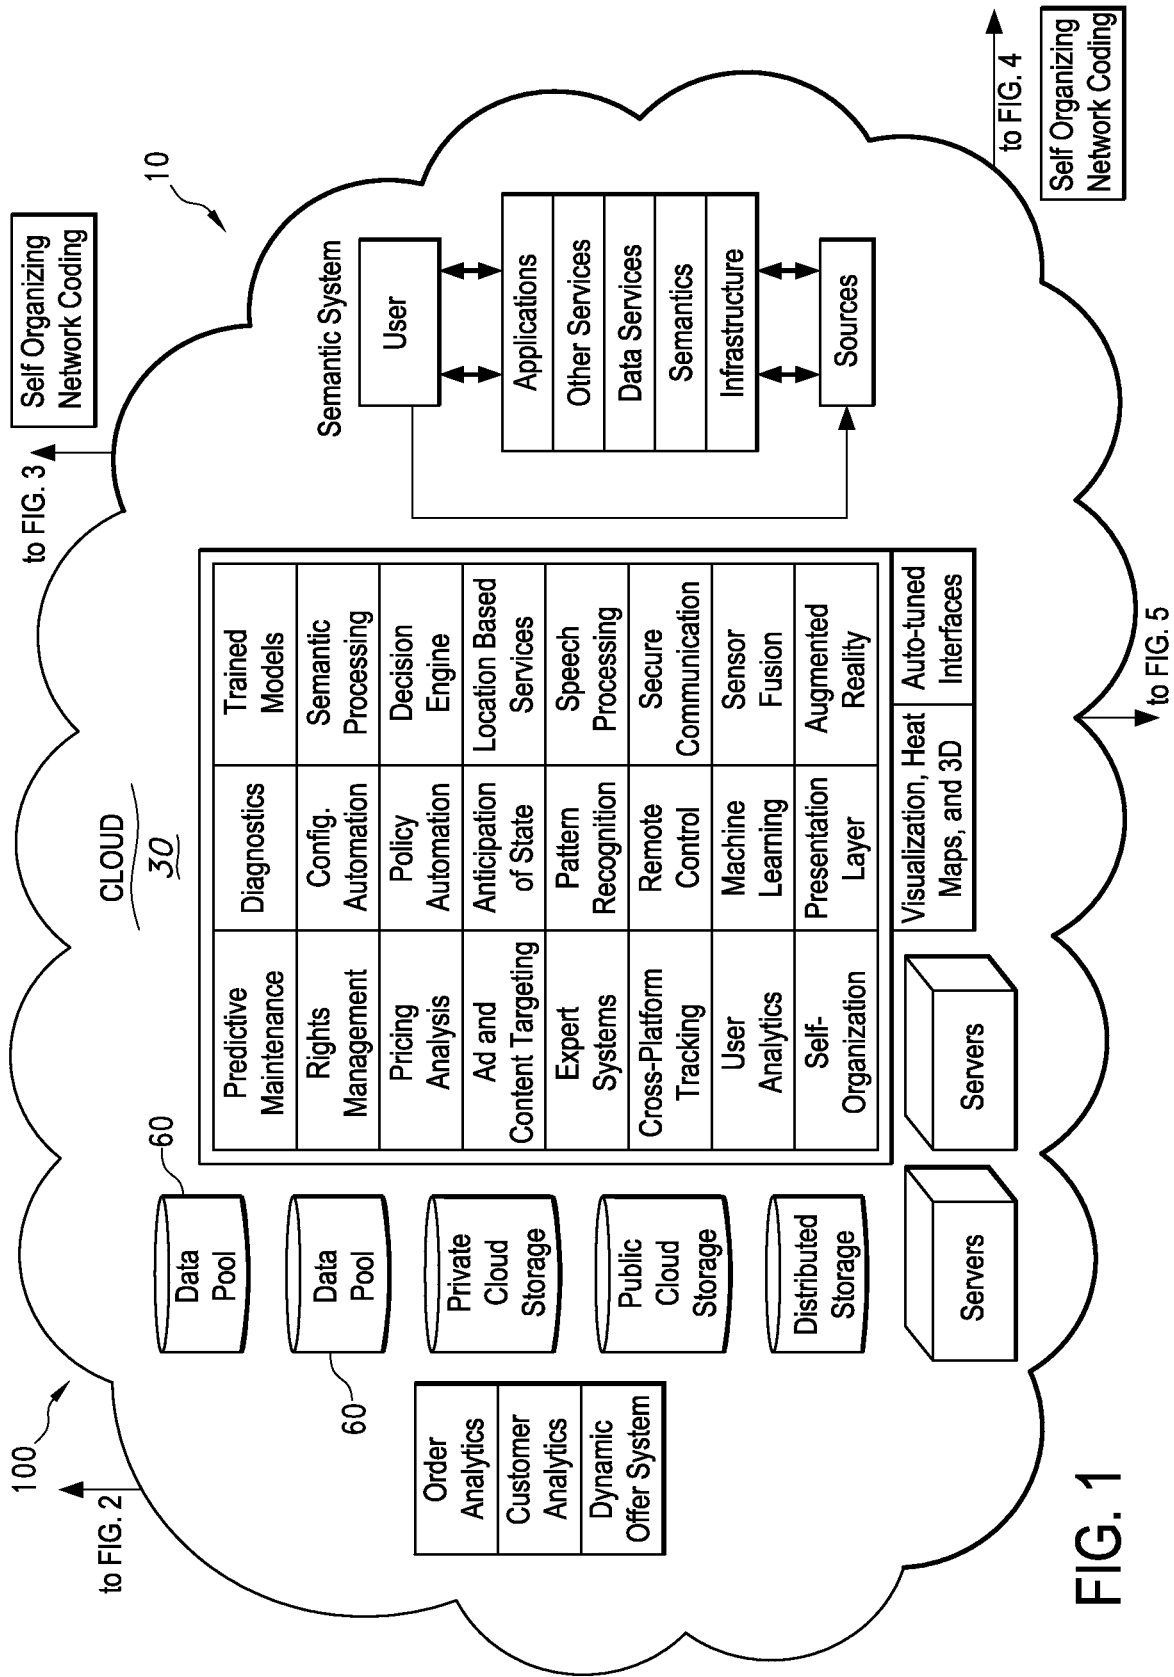 100
to FIG. 2
CLOUD
30
to FIG. 3
Self Organizing
Network Coding
10
Order
Analytics
Customer
Analytics
Dynamic
Offer System
Data
Pool
60
Data
Pool
60
Private
Cloud
Storage
Public
Cloud
Storage
Distributed
Storage
Servers
Servers
Predictive
Maintenance
Diagnostics
Trained
Models
Rights
Management
Config.
Automation
Semantic
Processing
Pricing
Analysis
Policy
Automation
Decision
Engine
Ad and
Content Targeting
Anticipation
of State
Location Based
Services
Expert
Systems
Pattern
Recognition
Speech
Processing
Cross-Platform
Tracking
Remote
Control
Secure
Communication
User
Analytics
Machine
Learning
Sensor
Fusion
Self-
Organization
Presentation
Layer
Augmented
Reality
Visualization, Heat
Maps, and 3D
Auto-tuned
Interfaces
Semantic System
User
Applications
Other Services
Data Services
Semantics
Infrastructure
Sources
to FIG. 5
to FIG. 4
Self Organizing
Network Coding
FIG. 1